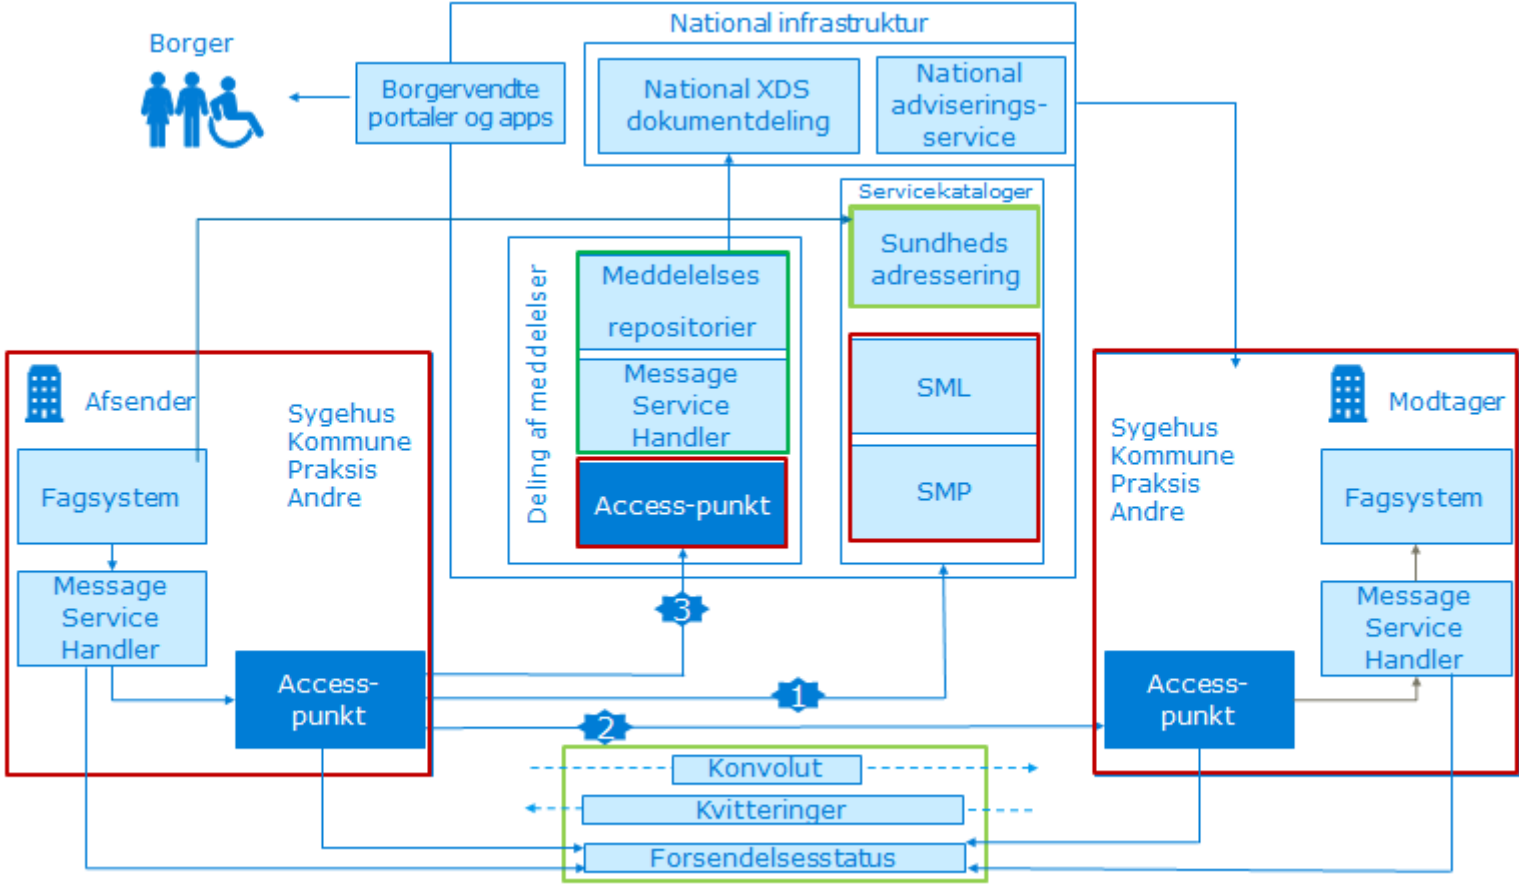 National infrastruktur
Borger
Borgervendte
portaler og apps
National XDS
dokumentdeling
National
adviserings-
service
Servicekataloger
Sundheds
adressering
Deling af meddelelser
Meddelelses
repositorier
Message
Service
Handler
Access-punkt
SML
SMP
Afsender
Sygehus
Kommune
Praksis
Andre
Fagsystem
Message
Service
Handler
Access-
punkt
3
1
2
Modtager
Sygehus
Kommune
Praksis
Andre
Fagsystem
Message
Service
Handler
Access-
punkt
Konvolut
Kvitteringer
Forsendelsesstatus